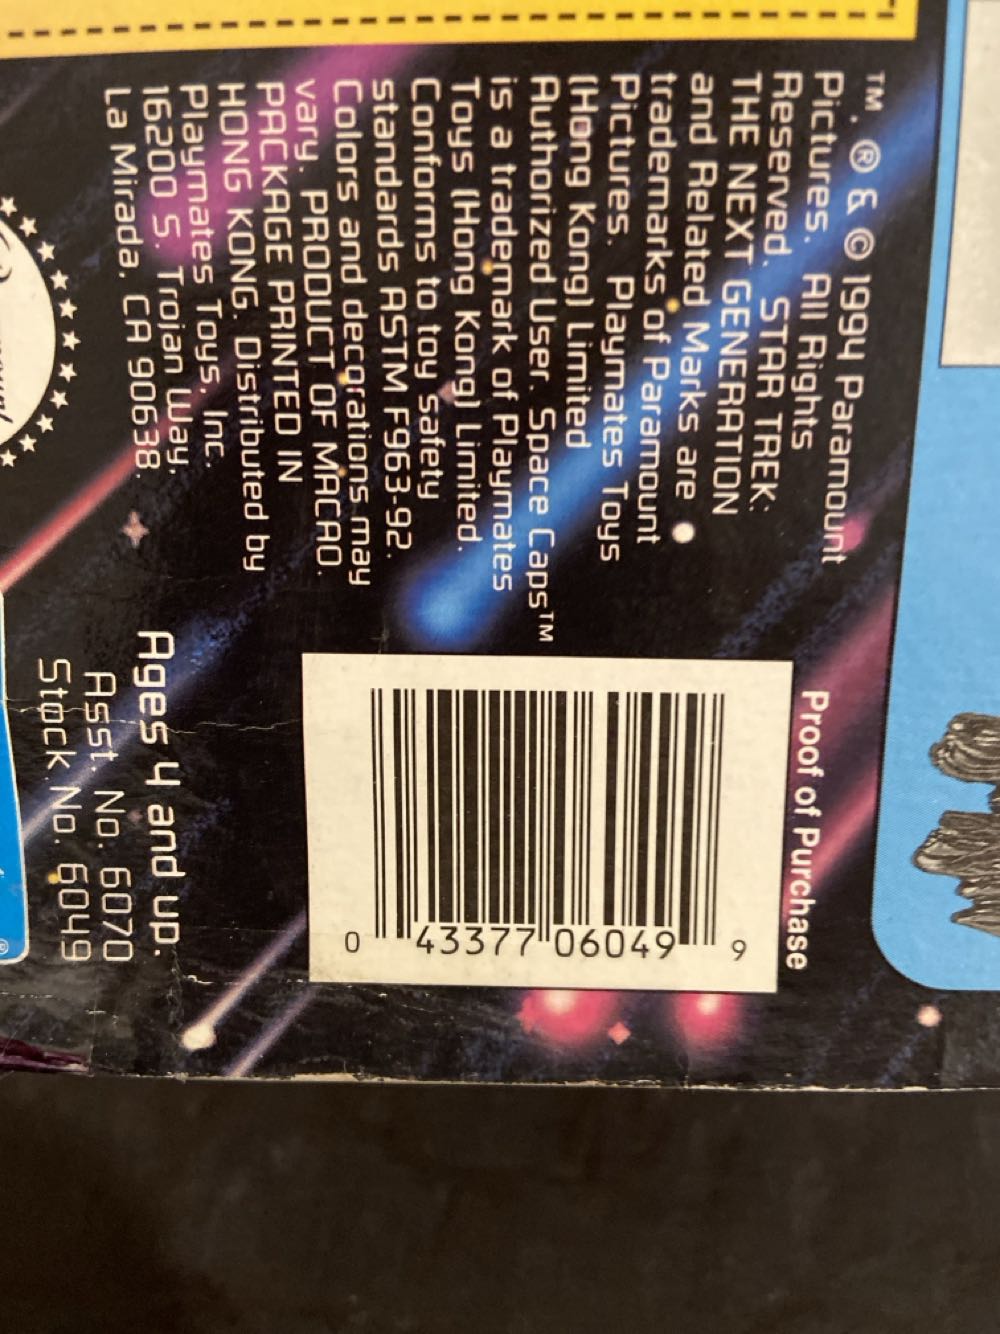 ™. ® & © 1994 Paramount
Pictures. All Rights
Reserved. STAR TREK:
THE NEXT GENERATION
and Related Marks are
trademarks of Paramount
Pictures. Playmates Toys
(Hong Kong) Limited
Authorized User. Space Caps™
is a trademark of Playmates
Toys (Hong Kong) Limited.
Conforms to toy safety
standards ASTM F963-92.
Colors and decorations may
vary. PRODUCT OF MACAO.
PACKAGE PRINTED IN
HONG KONG. Distributed by
Playmates Toys, Inc
16200 S. Trojan Way,
La Mirada, CA 90638.
Proof of Purchase
0 43377 06049 9
Ages 4 and up.
Asst. No. 6070
Stock No. 6049
®